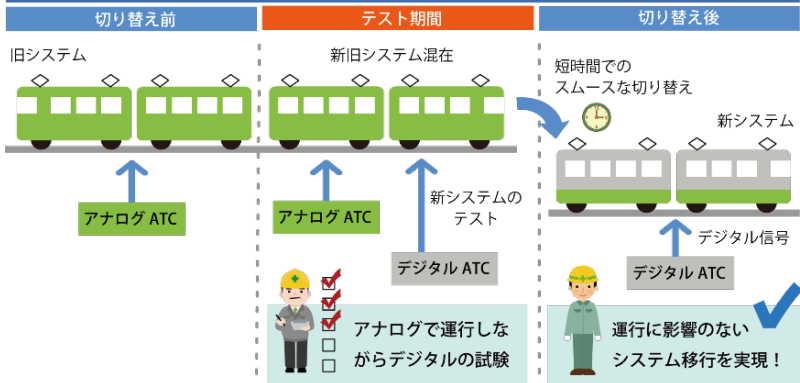 切り替え前
旧システム
アナログ ATC
テスト期間
新旧システム混在
アナログ ATC
新システムの
テスト
デジタル ATC
アナログで運行しな
がらデジタルの試験
切り替え後
短時間での
スムースな切り替え
新システム
デジタル信号
デジタル ATC
運行に影響のない
システム移行を実現！